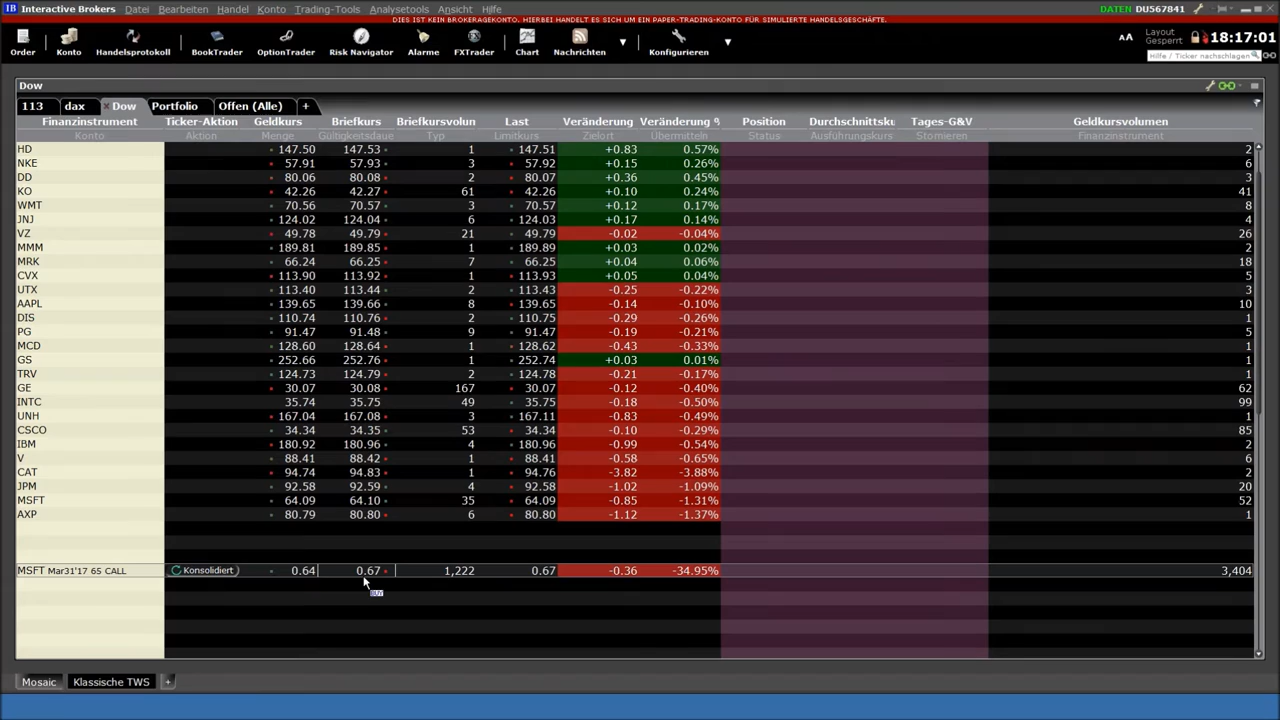 IB Interactive Brokers Datei Bearbeiten Handel Konto Trading-Tools Analysetools Ansicht Hilfe DATEN DU567841
DIES IST KEIN BROKERAGEKONTO. HIERBEI HANDELT ES SICH UM EIN PAPER-TRADING-KONTO FÜR SIMULIERTE HANDELSGESCHÄFTE.
Order Konto Handelsprotokoll BookTrader OptionTrader Risk Navigator Alarme FXTrader Chart Nachrichten Konfigurieren AA Layout Gesperrt 18:17:01
Hilfe / Ticker nachschlagen
Dow
113 dax Dow Portfolio Offen (Alle) +
Finanzinstrument Ticker-Aktion Geldkurs Briefkurs Briefkursvolun Last Veränderung Veränderung % Position Durchschnittsku Tages-G&V Geldkursvolumen
Konto Aktion Menge Gültigkeitsdaue Typ Limitkurs Zielort Übermitteln Status Ausführungskurs Stornieren Finanzinstrument
HD 147.50 147.53 1 147.51 +0.83 0.57% 2
NKE 57.91 57.93 3 57.92 +0.15 0.26% 6
DD 80.06 80.08 2 80.07 +0.36 0.45% 3
KO 42.26 42.27 61 42.26 +0.10 0.24% 41
WMT 70.56 70.57 3 70.57 +0.12 0.17% 8
JNJ 124.02 124.04 6 124.03 +0.17 0.14% 4
VZ 49.78 49.79 21 49.79 -0.02 -0.04% 26
MMM 189.81 189.85 1 189.89 +0.03 0.02% 2
MRK 66.24 66.25 7 66.25 +0.04 0.06% 18
CVX 113.90 113.92 1 113.93 +0.05 0.04% 5
UTX 113.40 113.44 2 113.43 -0.25 -0.22% 3
AAPL 139.65 139.66 8 139.65 -0.14 -0.10% 10
DIS 110.74 110.76 2 110.75 -0.29 -0.26% 1
PG 91.47 91.48 9 91.47 -0.19 -0.21% 5
MCD 128.60 128.64 1 128.62 -0.43 -0.33% 1
GS 252.66 252.76 1 252.74 +0.03 0.01% 1
TRV 124.73 124.79 2 124.78 -0.21 -0.17% 1
GE 30.07 30.08 167 30.07 -0.12 -0.40% 62
INTC 35.74 35.75 49 35.75 -0.18 -0.50% 99
UNH 167.04 167.08 3 167.11 -0.83 -0.49% 1
CSCO 34.34 34.35 53 34.34 -0.10 -0.29% 85
IBM 180.92 180.96 4 180.96 -0.99 -0.54% 2
V 88.41 88.42 1 88.41 -0.58 -0.65% 6
CAT 94.74 94.83 1 94.76 -3.82 -3.88% 2
JPM 92.58 92.59 4 92.58 -1.02 -1.09% 20
MSFT 64.09 64.10 35 64.09 -0.85 -1.31% 52
AXP 80.79 80.80 6 80.80 -1.12 -1.37% 1
MSFT Mar31'17 65 CALL Konsolidiert 0.64 0.67 1,222 0.67 -0.36 -34.95% 3,404
BUY
Mosaic Klassische TWS +